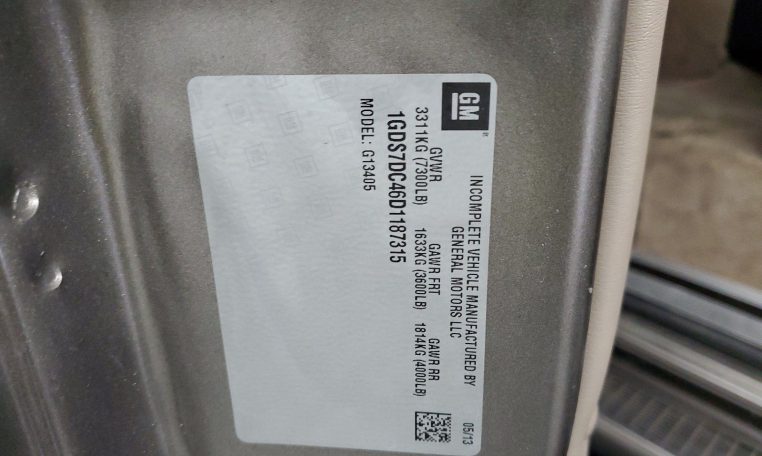 GM
INCOMPLETE VEHICLE MANUFACTURED BY
GENERAL MOTORS LLC
05/13
GVWR GAWR FRT GAWR RR
3311KG (7300LB) 1633KG (3600LB) 1814KG (4000LB)
1GDS7DC46D1187315
MODEL: G13405